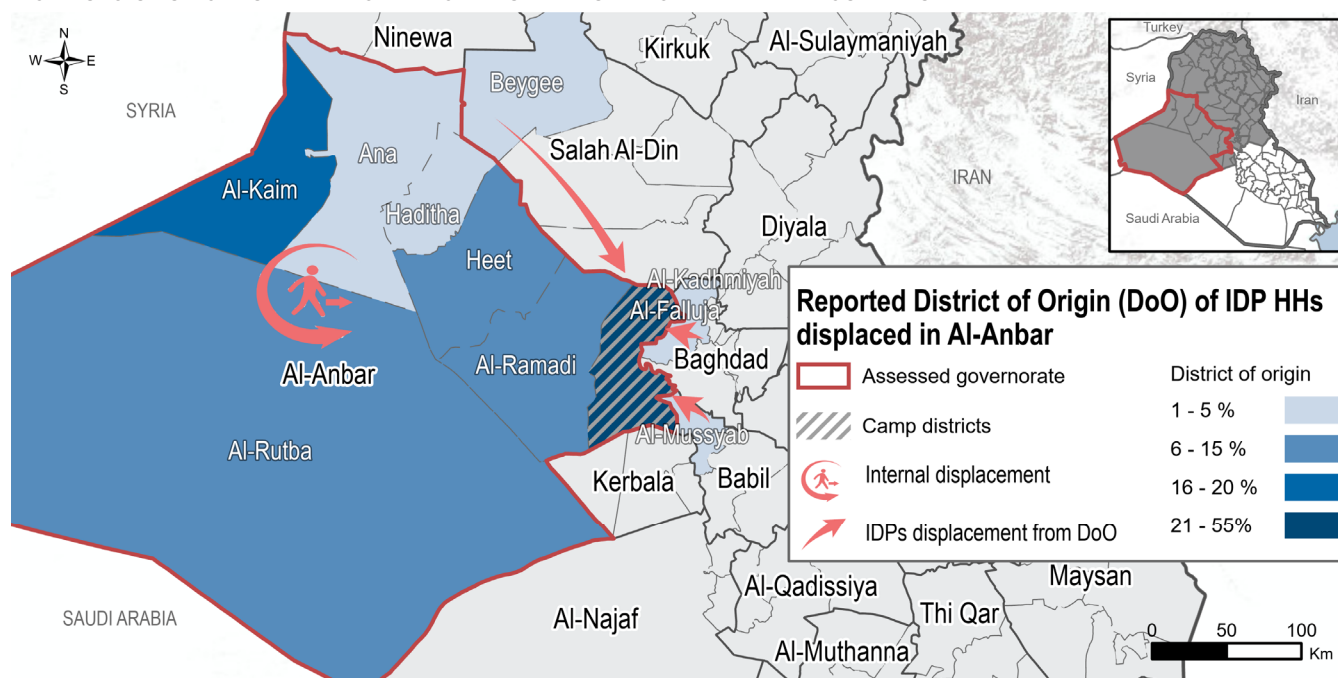 Ninewa
Kirkuk
Al-Sulaymaniyah
Turkey
Syria
Iran
Saudi Arabia
N
W
E
S
SYRIA
Beygee
Ana
Salah Al-Din
IRAN
Al-Kaim
Haditha
Diyala
Heet
Al-Kadhmiyah
Al-Falluja
Baghdad
Al-Anbar
Al-Ramadi
Al-Mussyab
Al-Rutba
Kerbala
Babil
Reported District of Origin (DoO) of IDP HHs
displaced in Al-Anbar
Assessed governorate
Camp districts
Internal displacement
IDPs displacement from DoO
District of origin
1 - 5 %
6 - 15 %
16 - 20 %
21 - 55%
SAUDI ARABIA
Al-Najaf
Al-Qadissiya
Thi Qar
Maysan
Al-Muthanna
0 50 100
Km